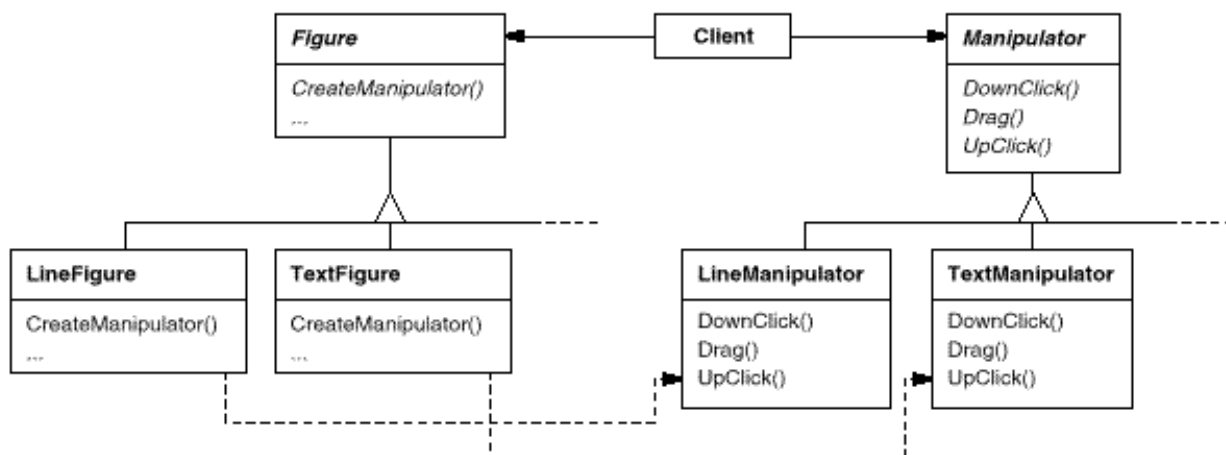 Figure
CreateManipulator()
...
Client
Manipulator
DownClick()
Drag()
UpClick()
LineFigure
CreateManipulator()
...
TextFigure
CreateManipulator()
...
LineManipulator
DownClick()
Drag()
UpClick()
TextManipulator
DownClick()
Drag()
UpClick()